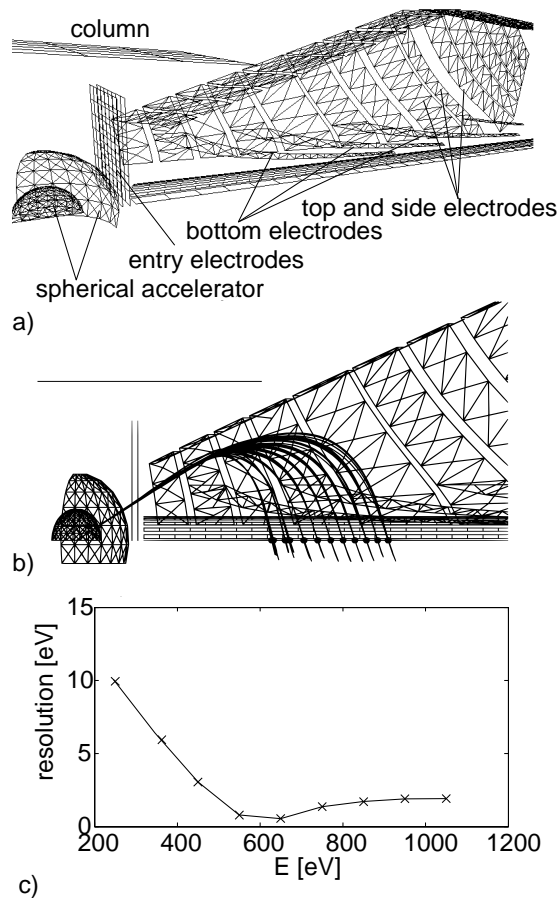 column
top and side electrodes
bottom electrodes
entry electrodes
spherical accelerator
a)
b)
15
10
5
0
resolution [eV]
200 400 600 800 1000 1200
E [eV]
c)